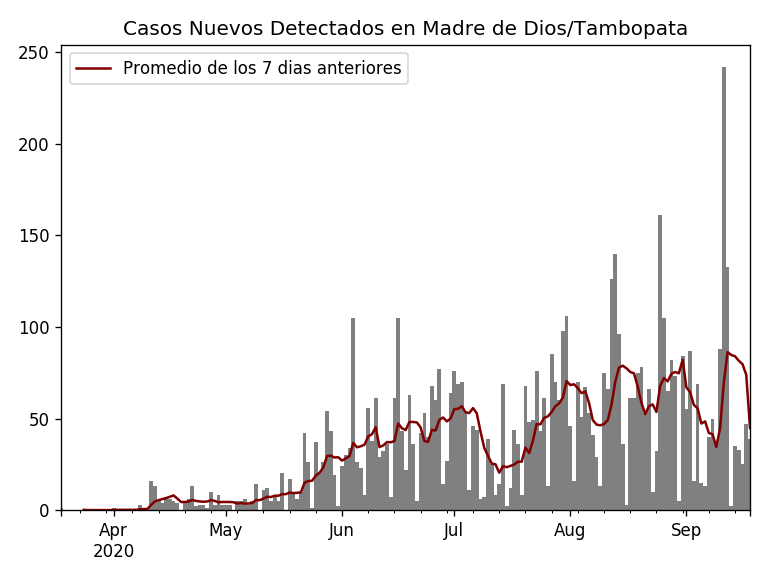 Casos Nuevos Detectados en Madre de Dios/Tambopata
Promedio de los 7 dias anteriores
250
200
150
100
50
0
Apr
2020
May
Jun
Jul
Aug
Sep